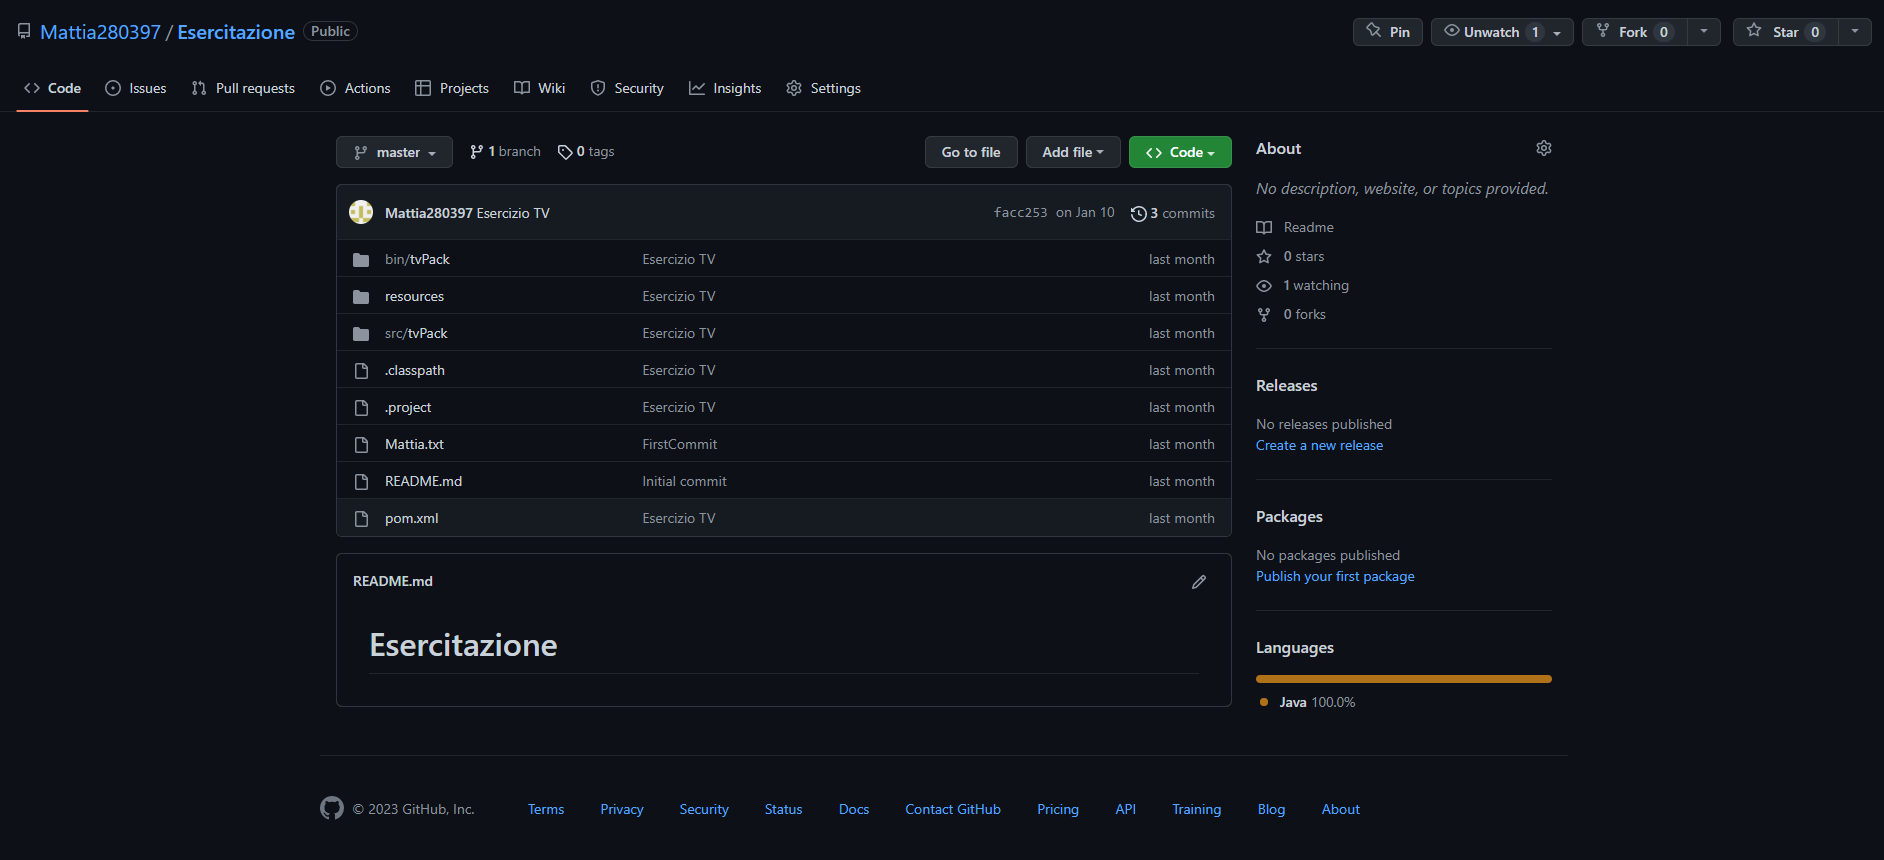 Mattia280397 / Esercitazione Public
Pin Unwatch 1 Fork 0 Star 0
Code Issues Pull requests Actions Projects Wiki Security Insights Settings
master 1 branch 0 tags Go to file Add file Code
Mattia280397 Esercizio TV facc253 on Jan 10 3 commits
bin/tvPack Esercizio TV last month
resources Esercizio TV last month
src/tvPack Esercizio TV last month
.classpath Esercizio TV last month
.project Esercizio TV last month
Mattia.txt FirstCommit last month
README.md Initial commit last month
pom.xml Esercizio TV last month
README.md
Esercitazione
About
No description, website, or topics provided.
Readme
0 stars
1 watching
0 forks
Releases
No releases published
Create a new release
Packages
No packages published
Publish your first package
Languages
Java 100.0%
© 2023 GitHub, Inc. Terms Privacy Security Status Docs Contact GitHub Pricing API Training Blog About